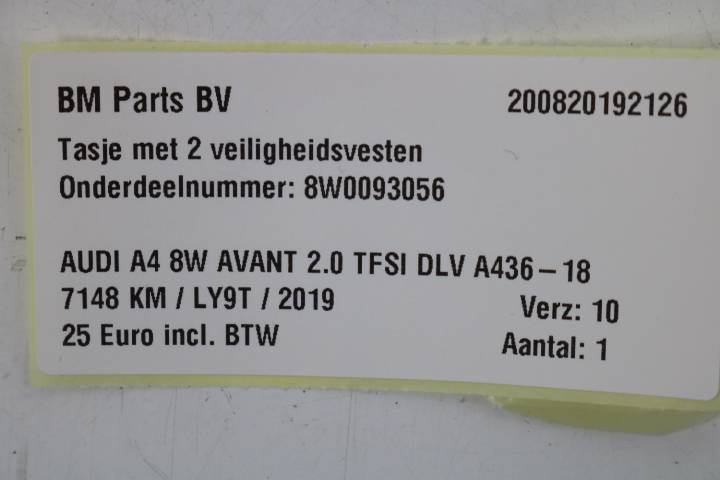 BM Parts BV 200820192126
Tasje met 2 veiligheidsvesten
Onderdeelnummer: 8W0093056
AUDI A4 8W AVANT 2.0 TFSI DLV A436 – 18
7148 KM / LY9T / 2019 Verz: 10
25 Euro incl. BTW Aantal: 1